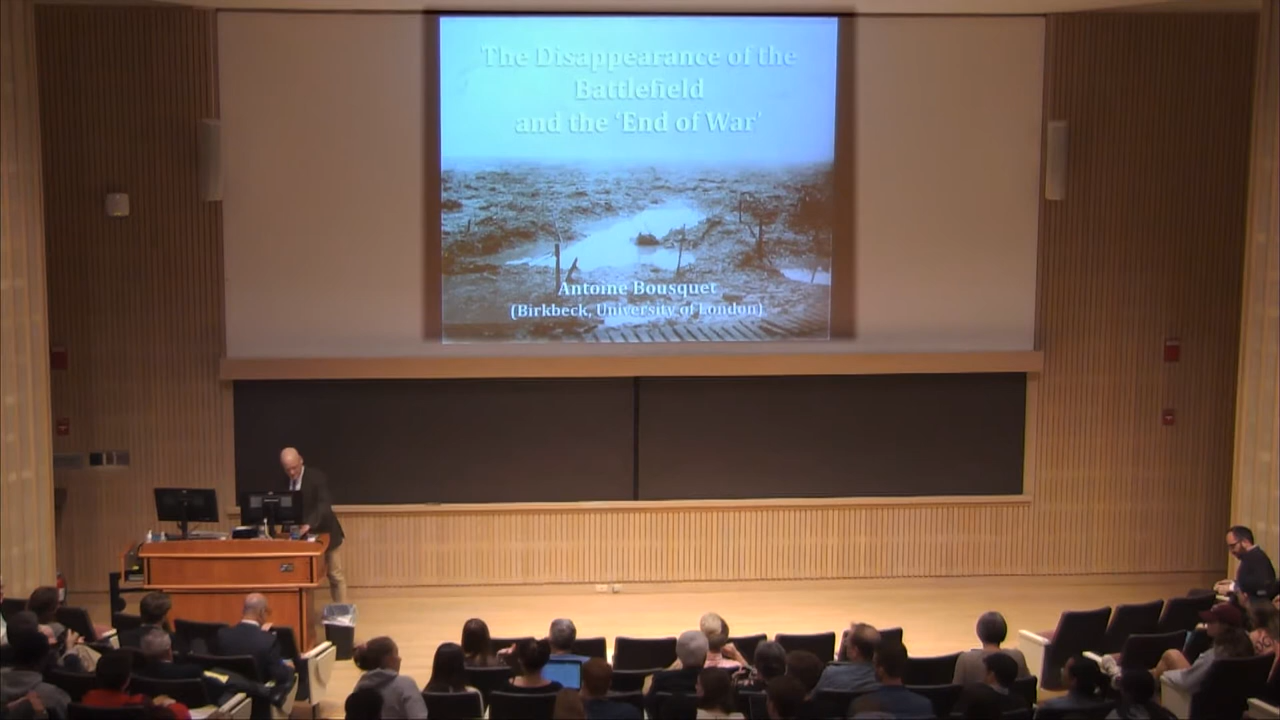 The Disappearance of the
Battlefield
and the 'End of War'
Antoine Bousquet
(Birkbeck, University of London)